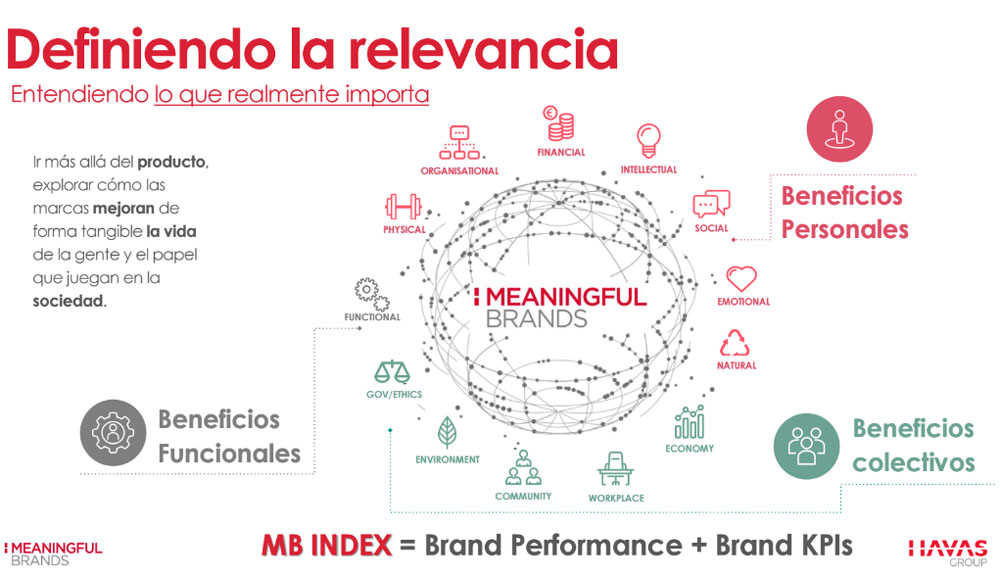 Definiendo la relevancia
Entendiendo lo que realmente importa
Ir más allá del producto,
explorar cómo las
marcas mejoran de
forma tangible la vida
de la gente y el papel
que juegan en la
sociedad.
ORGANISATIONAL
FINANCIAL
INTELLECTUAL
PHYSICAL
SOCIAL
FUNCTIONAL
EMOTIONAL
NATURAL
GOV/ETHICS
ENVIRONMENT
COMMUNITY
WORKPLACE
ECONOMY
MEANINGFUL
BRANDS
Beneficios
Personales
Beneficios
Funcionales
Beneficios
colectivos
MB INDEX = Brand Performance + Brand KPIs
MEANINGFUL
BRANDS
HAVAS
GROUP